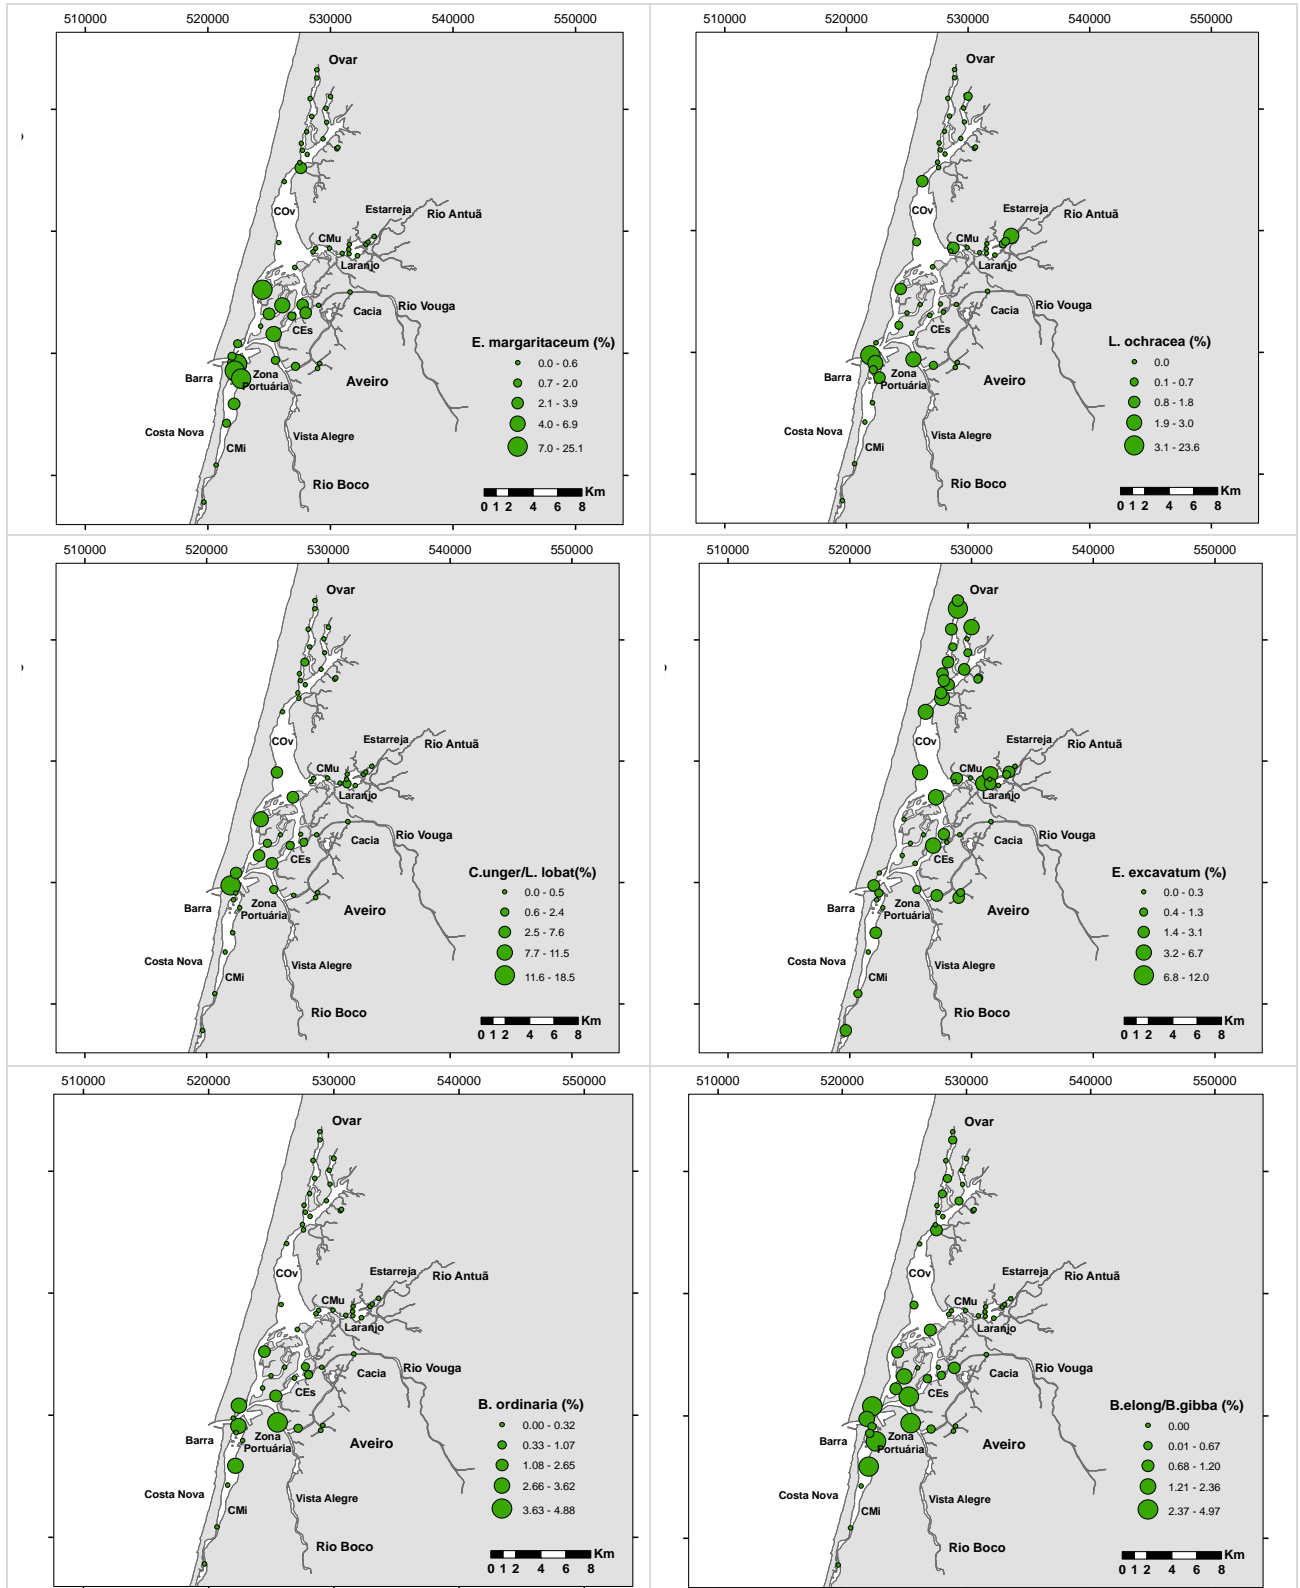 510000 520000 530000 540000 550000
Ovar
COv
Estarreja
Rio Antuã
CMu
Laranjo
Rio Vouga
Cacia
CEs
E. margaritaceum (%)
0.0 - 0.6
0.7 - 2.0
2.1 - 3.9
4.0 - 6.9
7.0 - 25.1
Barra
Zona
Portuária
Aveiro
Costa Nova
Vista Alegre
CMi
Rio Boco
Km
0 1 2 4 6 8
510000 520000 530000 540000 550000
Ovar
COv
Estarreja
Rio Antuã
CMu
Laranjo
Rio Vouga
Cacia
CEs
L. ochracea (%)
0.0
0.1 - 0.7
0.8 - 1.8
1.9 - 3.0
3.1 - 23.6
Barra
Zona
Portuária
Aveiro
Costa Nova
Vista Alegre
CMi
Rio Boco
Km
0 1 2 4 6 8
510000 520000 530000 540000 550000
Ovar
COv
Estarreja
Rio Antuã
CMu
Laranjo
Rio Vouga
Cacia
CEs
C.unger/L. lobat(%)
0.0 - 0.5
0.6 - 2.4
2.5 - 7.6
7.7 - 11.5
11.6 - 18.5
Barra
Zona
Portuária
Aveiro
Costa Nova
Vista Alegre
CMi
Rio Boco
Km
0 1 2 4 6 8
510000 520000 530000 540000 550000
Ovar
COv
Estarreja
Rio Antuã
CMu
Laranjo
Rio Vouga
Cacia
CEs
E. excavatum (%)
0.0 - 0.3
0.4 - 1.3
1.4 - 3.1
3.2 - 6.7
6.8 - 12.0
Barra
Zona
Portuária
Aveiro
Costa Nova
Vista Alegre
CMi
Rio Boco
Km
0 1 2 4 6 8
510000 520000 530000 540000 550000
Ovar
COv
Estarreja
Rio Antuã
CMu
Laranjo
Rio Vouga
Cacia
CEs
B. ordinaria (%)
0.00 - 0.32
0.33 - 1.07
1.08 - 2.65
2.66 - 3.62
3.63 - 4.88
Barra
Zona
Portuária
Aveiro
Costa Nova
Vista Alegre
CMi
Rio Boco
Km
0 1 2 4 6 8
510000 520000 530000 540000 550000
Ovar
COv
Estarreja
Rio Antuã
CMu
Laranjo
Rio Vouga
Cacia
CEs
B.elong/B.gibba (%)
0.00
0.01 - 0.67
0.68 - 1.20
1.21 - 2.36
2.37 - 4.97
Barra
Zona
Portuária
Aveiro
Costa Nova
Vista Alegre
CMi
Rio Boco
Km
0 1 2 4 6 8